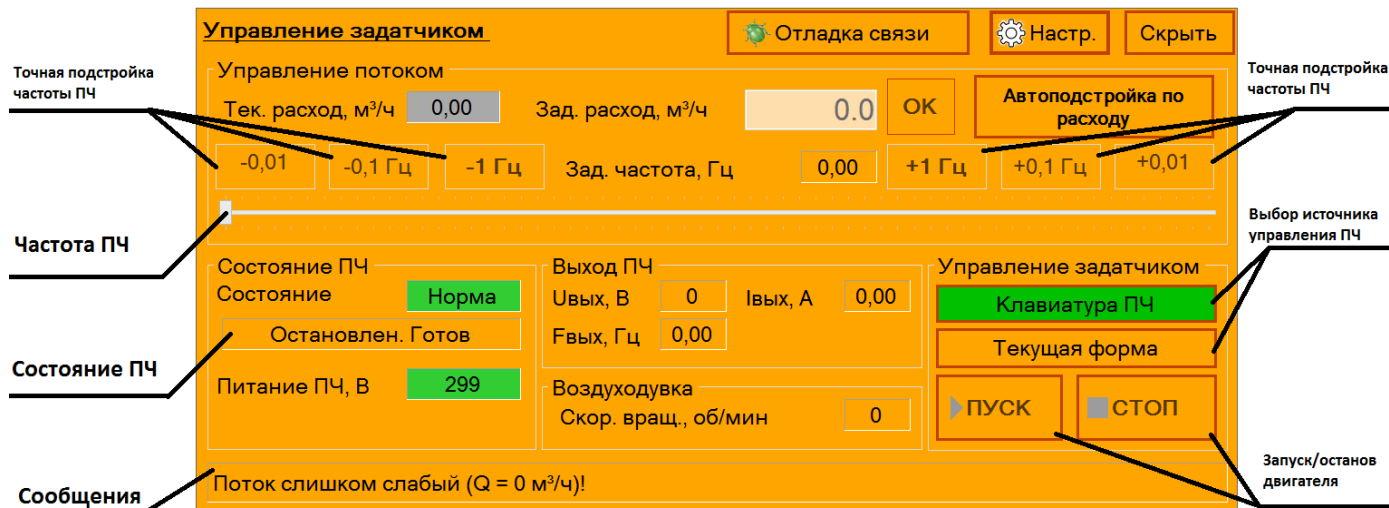 Управление задатчиком
Отладка связи
Настр.
Скрыть
Точная подстройка
частоты ПЧ
Управление потоком
Точная подстройка
частоты ПЧ
Тек. расход, м³/ч 0,00 Зад. расход, м³/ч 0.0 OK
Автоподстройка по
расходу
-0,01 -0,1 Гц -1 Гц Зад. частота, Гц 0,00 +1 Гц +0,1 Гц +0,01
Частота ПЧ
Выбор источника
управления ПЧ
Состояние ПЧ
Состояние Норма
Остановлен. Готов
Питание ПЧ, В 299
Выход ПЧ
Uвых, В 0 Iвых, А 0,00
Fвых, Гц 0,00
Воздуходувка
Скор. вращ., об/мин 0
Управление задатчиком
Клавиатура ПЧ
Текущая форма
ПУСК СТОП
Состояние ПЧ
Запуск/останов
двигателя
Сообщения
Поток слишком слабый (Q = 0 м³/ч)!